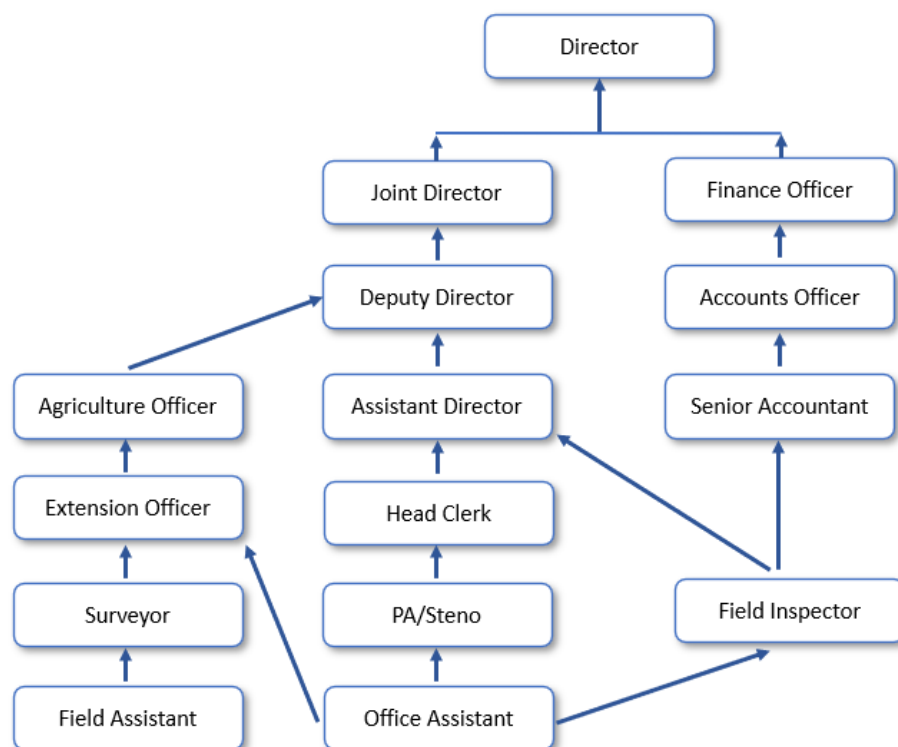 Director
Joint Director
Finance Officer
Deputy Director
Accounts Officer
Agriculture Officer
Assistant Director
Senior Accountant
Extension Officer
Head Clerk
Surveyor
PA/Steno
Field Inspector
Field Assistant
Office Assistant